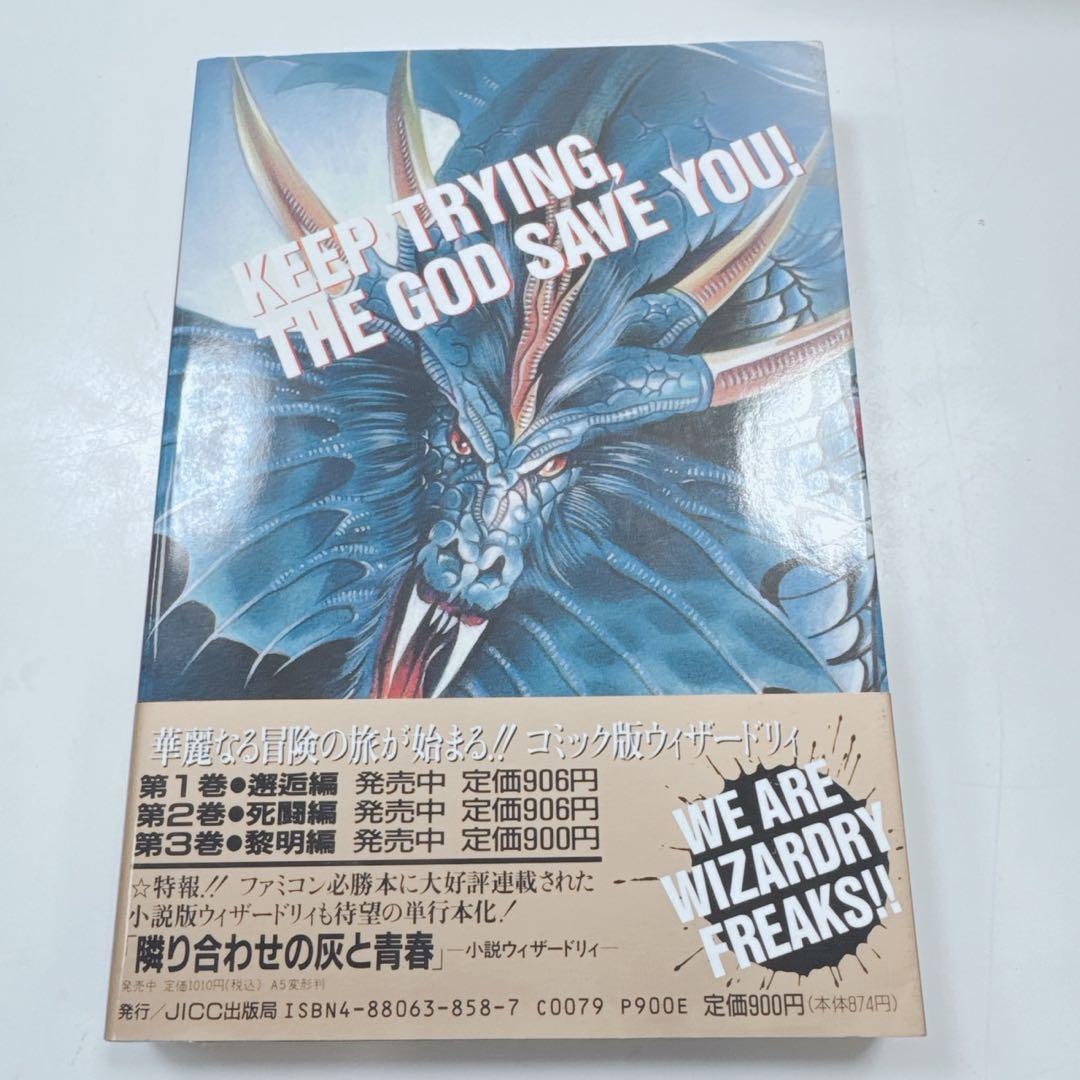 KEEP TRYING,
THE GOD SAVE YOU!
華麗なる冒険の旅が始まる!! コミック版ウィザードリィ
第1巻●邂逅編 発売中 定価906円
第2巻●死闘編 発売中 定価906円
第3巻●黎明編 発売中 定価900円
☆特報!! ファミコン必勝本に大好評連載された
小説版ウィザードリィも待望の単行本化!
「隣り合わせの灰と青春」—小説ウィザードリィ—
発売中 定価1010円(税込) A5変形判
発行/JICC出版局 ISBN4-88063-858-7 C0079 P900E 定価900円(本体874円)
WE ARE
WIZARDRY
FREAKS!!